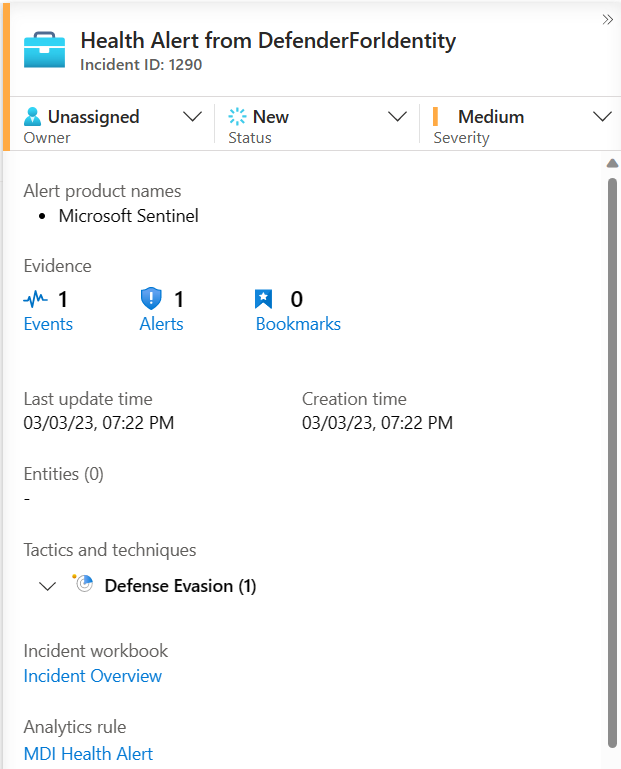 Health Alert from DefenderForIdentity
Incident ID: 1290
Unassigned
Owner
New
Status
Medium
Severity
Alert product names
• Microsoft Sentinel
Evidence
1
Events
1
Alerts
0
Bookmarks
Last update time
03/03/23, 07:22 PM
Creation time
03/03/23, 07:22 PM
Entities (0)
-
Tactics and techniques
Defense Evasion (1)
Incident workbook
Incident Overview
Analytics rule
MDI Health Alert